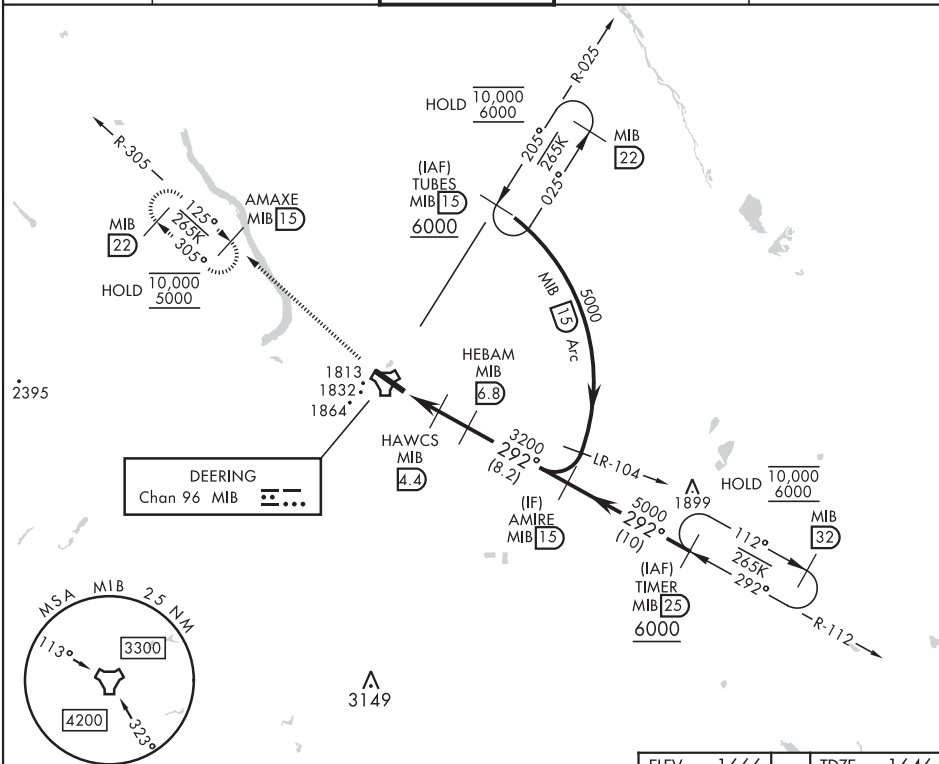 R-025
HOLD 10,000
6000
205°
265K
025°
MIB
22
(IAF)
TUBES
MIB 15
6000
R-305
AMAXE
MIB 15
125°
265K
305°
MIB
22
HOLD 10,000
5000
MIB 15 Arc
5000
2395
1813
1832
1864
HEBAM
MIB
6.8
HAWCS
MIB
4.4
3200
292°
(8.2)
LR-104
DEERING
Chan 96 MIB
(IF)
AMIRE
MIB 15
5000
292°
(10)
1899
HOLD 10,000
6000
MIB
32
112°
265K
292°
(IAF)
TIMER
MIB 25
6000
R-112
MSA MIB 25 NM
113°
3300
4200
323°
3149
ELEV 1666
TDZE 1646